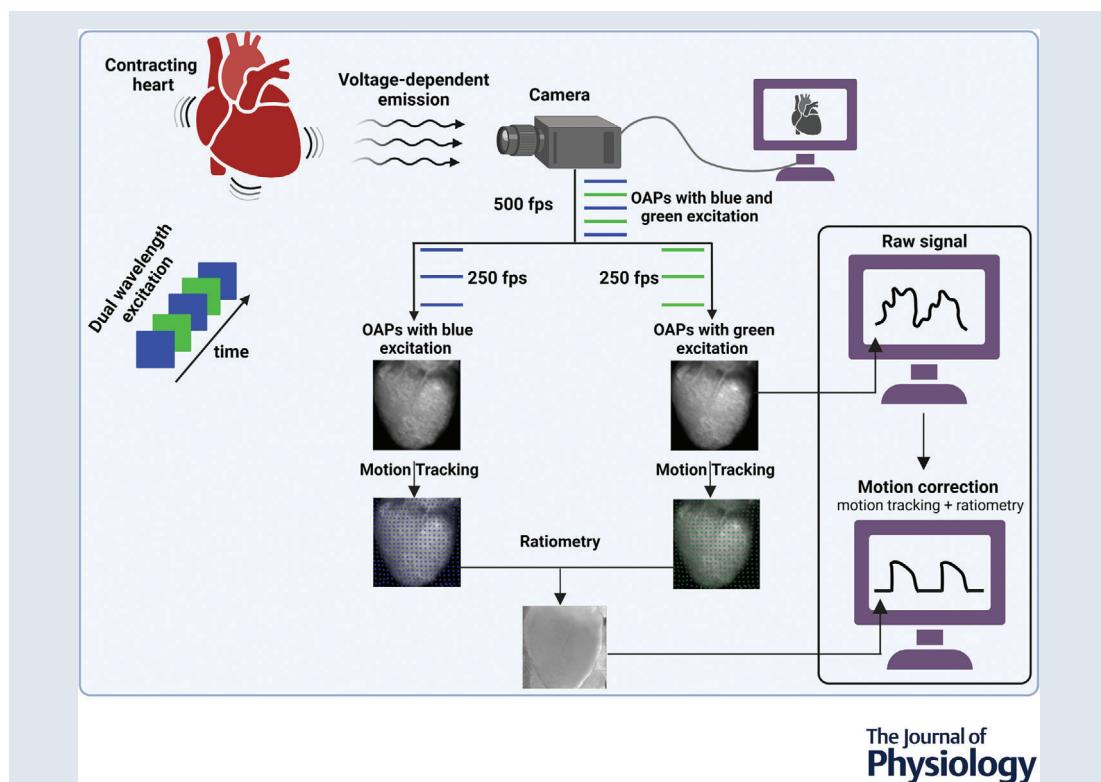 Contracting
heart
Voltage-dependent
emission
Camera
500 fps
OAPs with blue and
green excitation
Dual wavelength
excitation
time
250 fps
250 fps
OAPs with blue
excitation
OAPs with green
excitation
Raw signal
Motion Tracking
Motion Tracking
Motion correction
motion tracking + ratiometry
Ratiometry
The Journal of
Physiology